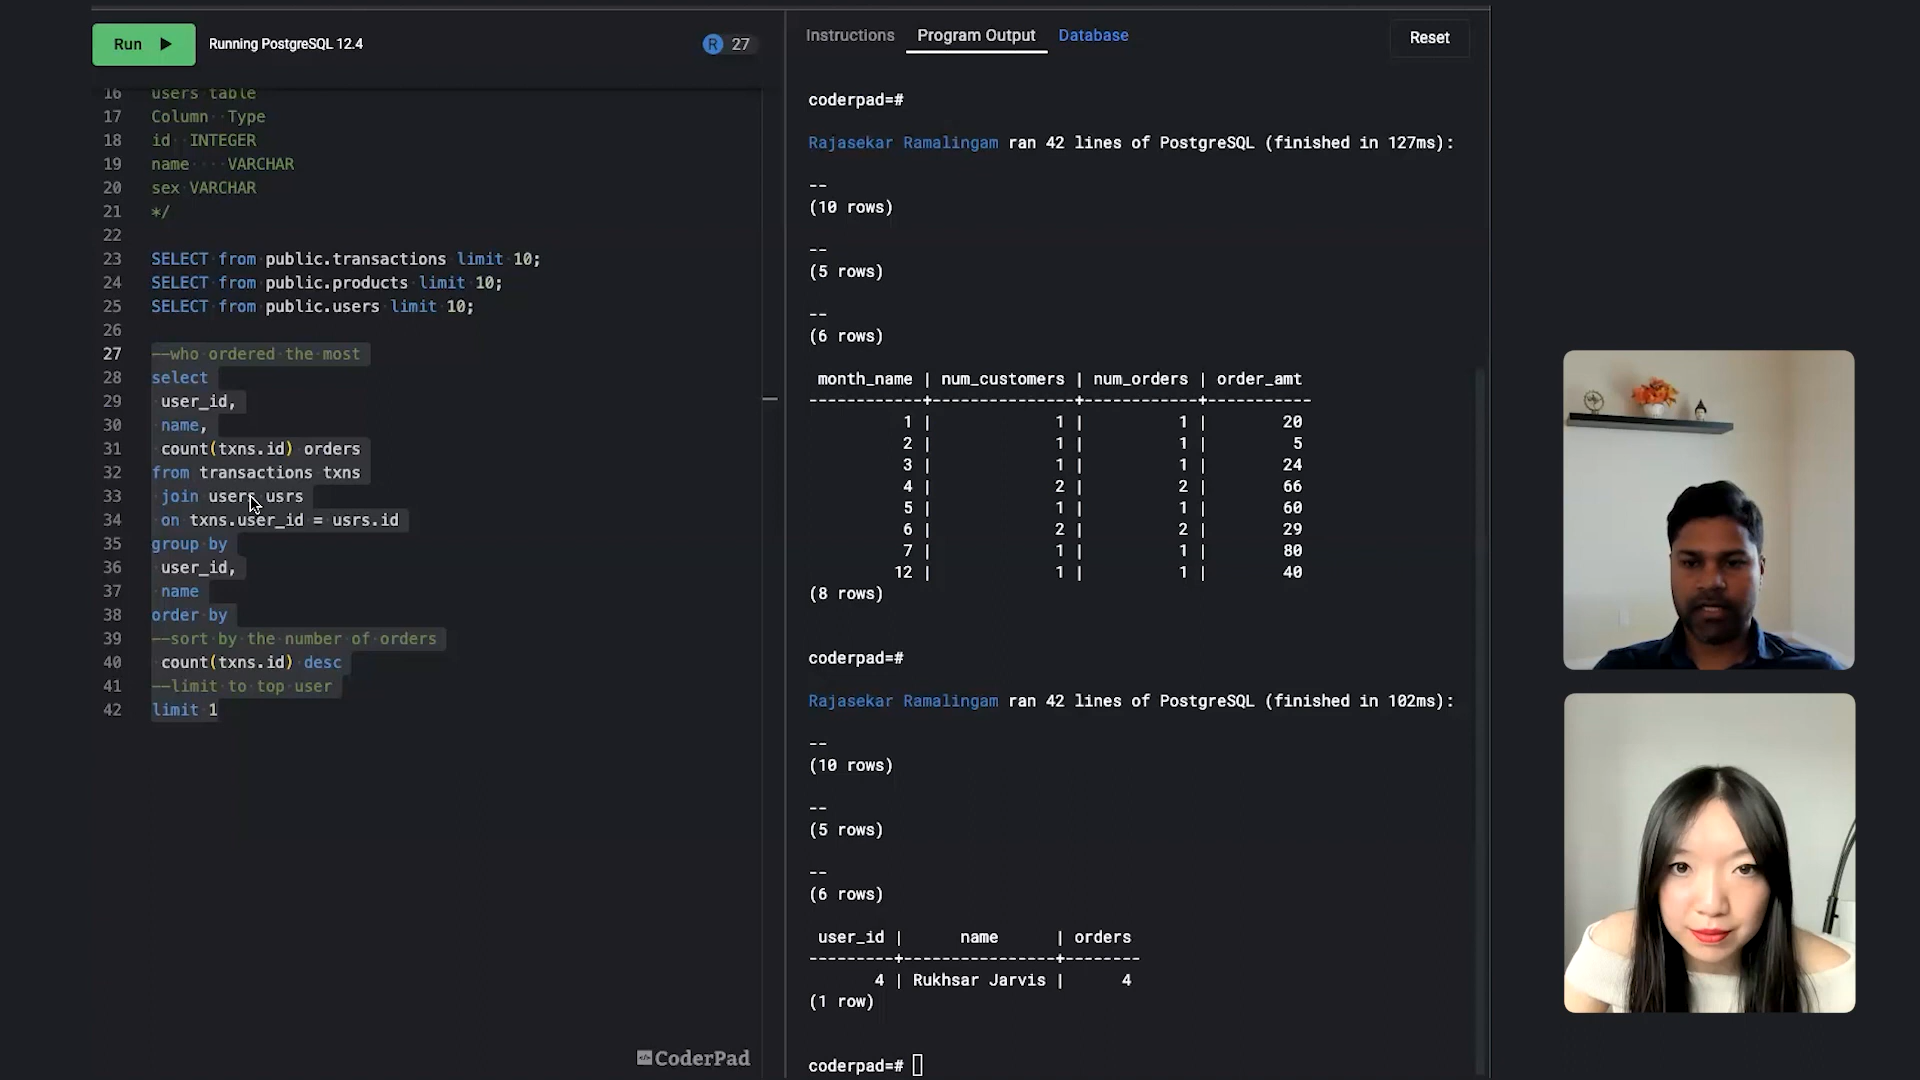 Run ▶ Running PostgreSQL 12.4 R 27
16 users table
17 Column Type
18 id INTEGER
19 name VARCHAR
20 sex VARCHAR
21 */
22
23 SELECT from public.transactions limit 10;
24 SELECT from public.products limit 10;
25 SELECT from public.users limit 10;
26
27 --who ordered the most
28 select
29 user_id,
30 name,
31 count(txns.id) orders
32 from transactions txns
33 join users usrs
34 on txns.user_id = usrs.id
35 group by
36 user_id,
37 name
38 order by
39 --sort by the number of orders
40 count(txns.id) desc
41 --limit to top user
42 limit 1
CoderPad
Instructions Program Output Database Reset
coderpad=#
Rajasekar Ramalingam ran 42 lines of PostgreSQL (finished in 127ms):
--
(10 rows)
--
(5 rows)
--
(6 rows)
month_name | num_customers | num_orders | order_amt
------------+---------------+------------+-----------
1 | 1 | 1 | 20
2 | 1 | 1 | 5
3 | 1 | 1 | 24
4 | 2 | 2 | 66
5 | 1 | 1 | 60
6 | 2 | 2 | 29
7 | 1 | 1 | 80
12 | 1 | 1 | 40
(8 rows)
coderpad=#
Rajasekar Ramalingam ran 42 lines of PostgreSQL (finished in 102ms):
--
(10 rows)
--
(5 rows)
--
(6 rows)
user_id | name | orders
---------+----------------+--------
4 | Rukhsar Jarvis | 4
(1 row)
coderpad=#